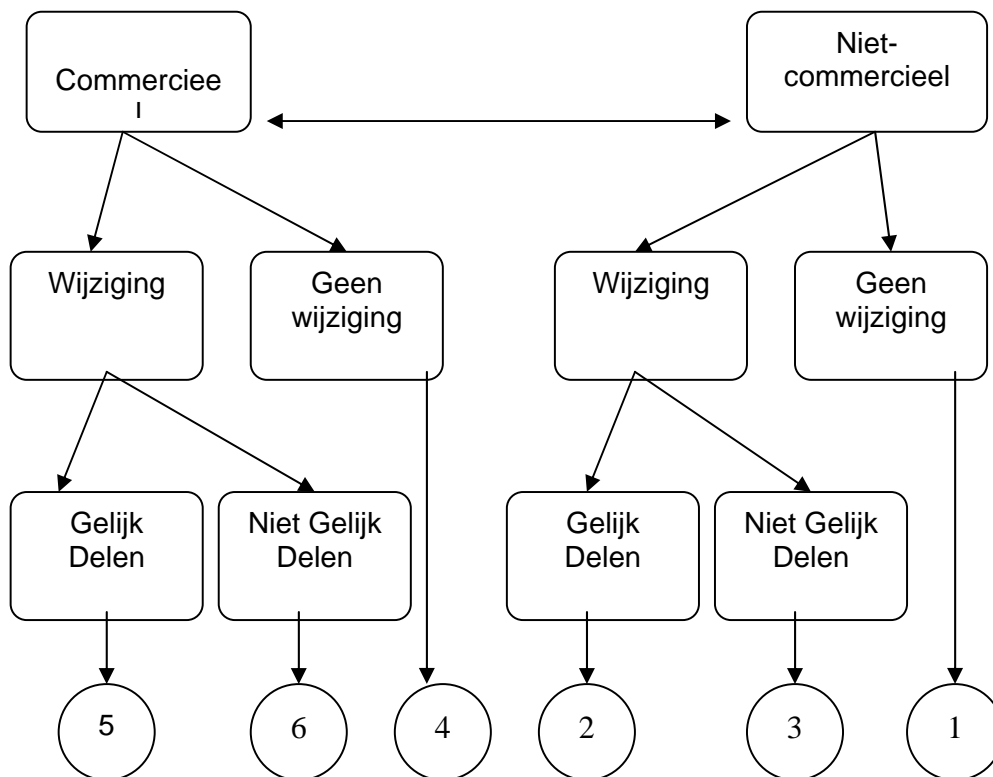 Commerciee
l
Niet-
commercieel
Wijziging
Geen
wijziging
Wijziging
Geen
wijziging
Gelijk
Delen
Niet Gelijk
Delen
Gelijk
Delen
Niet Gelijk
Delen
5
6
4
2
3
1